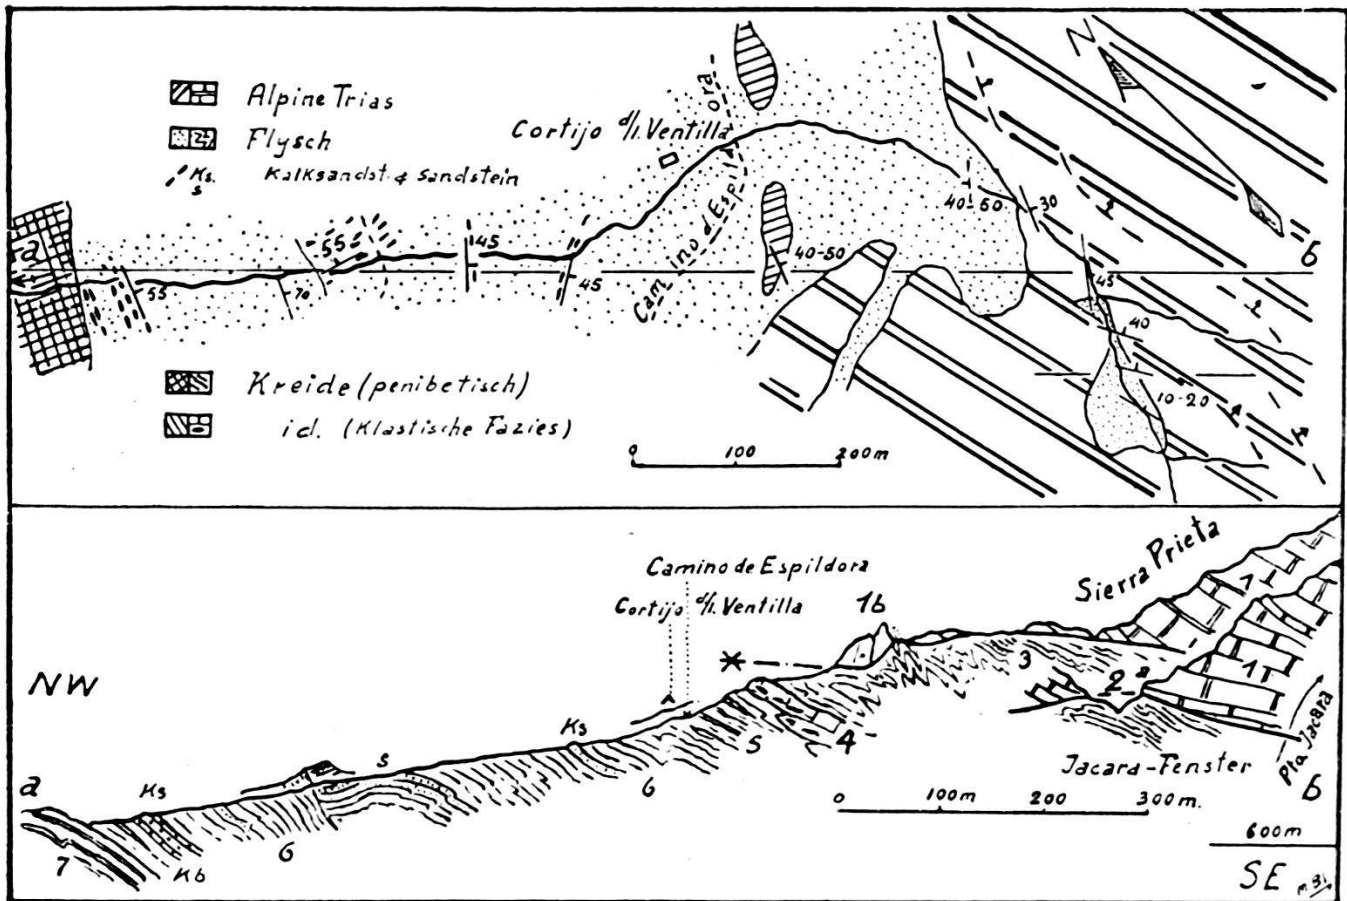 Alpine Trias
Flysch
Ks.
s
Kalksandst. & Sandstein
Kreide (penibetisch)
id. (Klastische Fazies)
Cortijo d/l. Ventilla
Camino d. Espildora
N
a
b
55
70
55
45
45
40-50
40-50
30
45
40
10-20
0 100 200m
NW
Camino de Espildora
Cortijo d/l. Ventilla
Sierra Prieta
1b
1
1
3
2a
Pta Jacara
Jacara-Fenster
a
Ks
s
Ks
5
4
6
6
7
Kb
b
0 100m 200 300m.
600m
SE